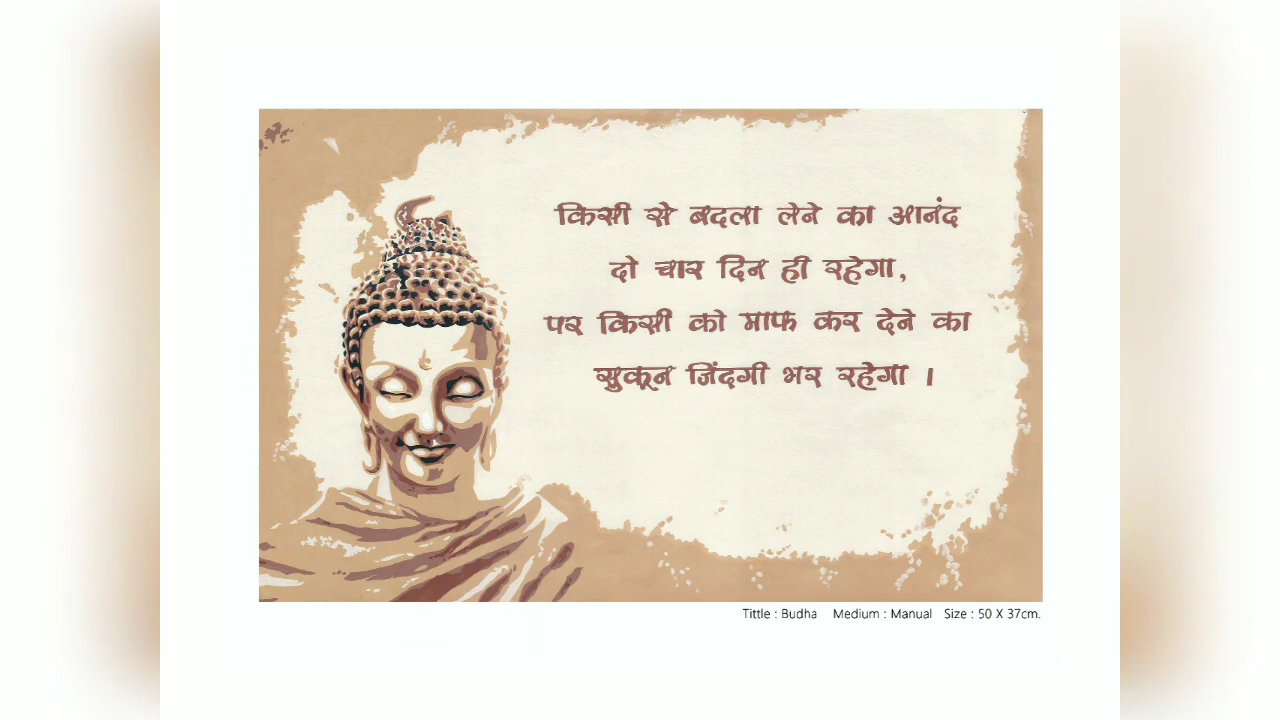 किसी से बदला लेने का आनंद
दो चार दिन ही रहेगा,
पर किसी को माफ कर देने का
सुकून जिंदगी भर रहेगा ।
Tittle : Budha Medium : Manual Size : 50 X 37cm.